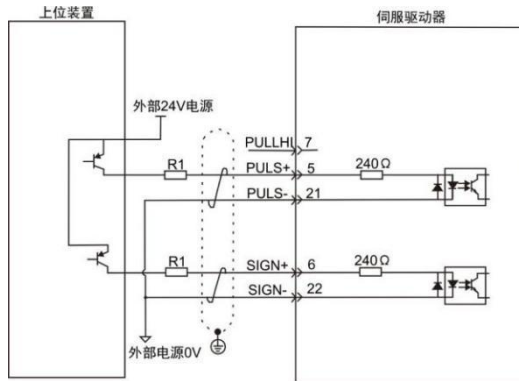 上位装置
伺服驱动器
外部24V电源
PULLHI 7
R1
PULS+ 5
240Ω
PULS- 21
R1
SIGN+ 6
240Ω
SIGN- 22
外部电源0V